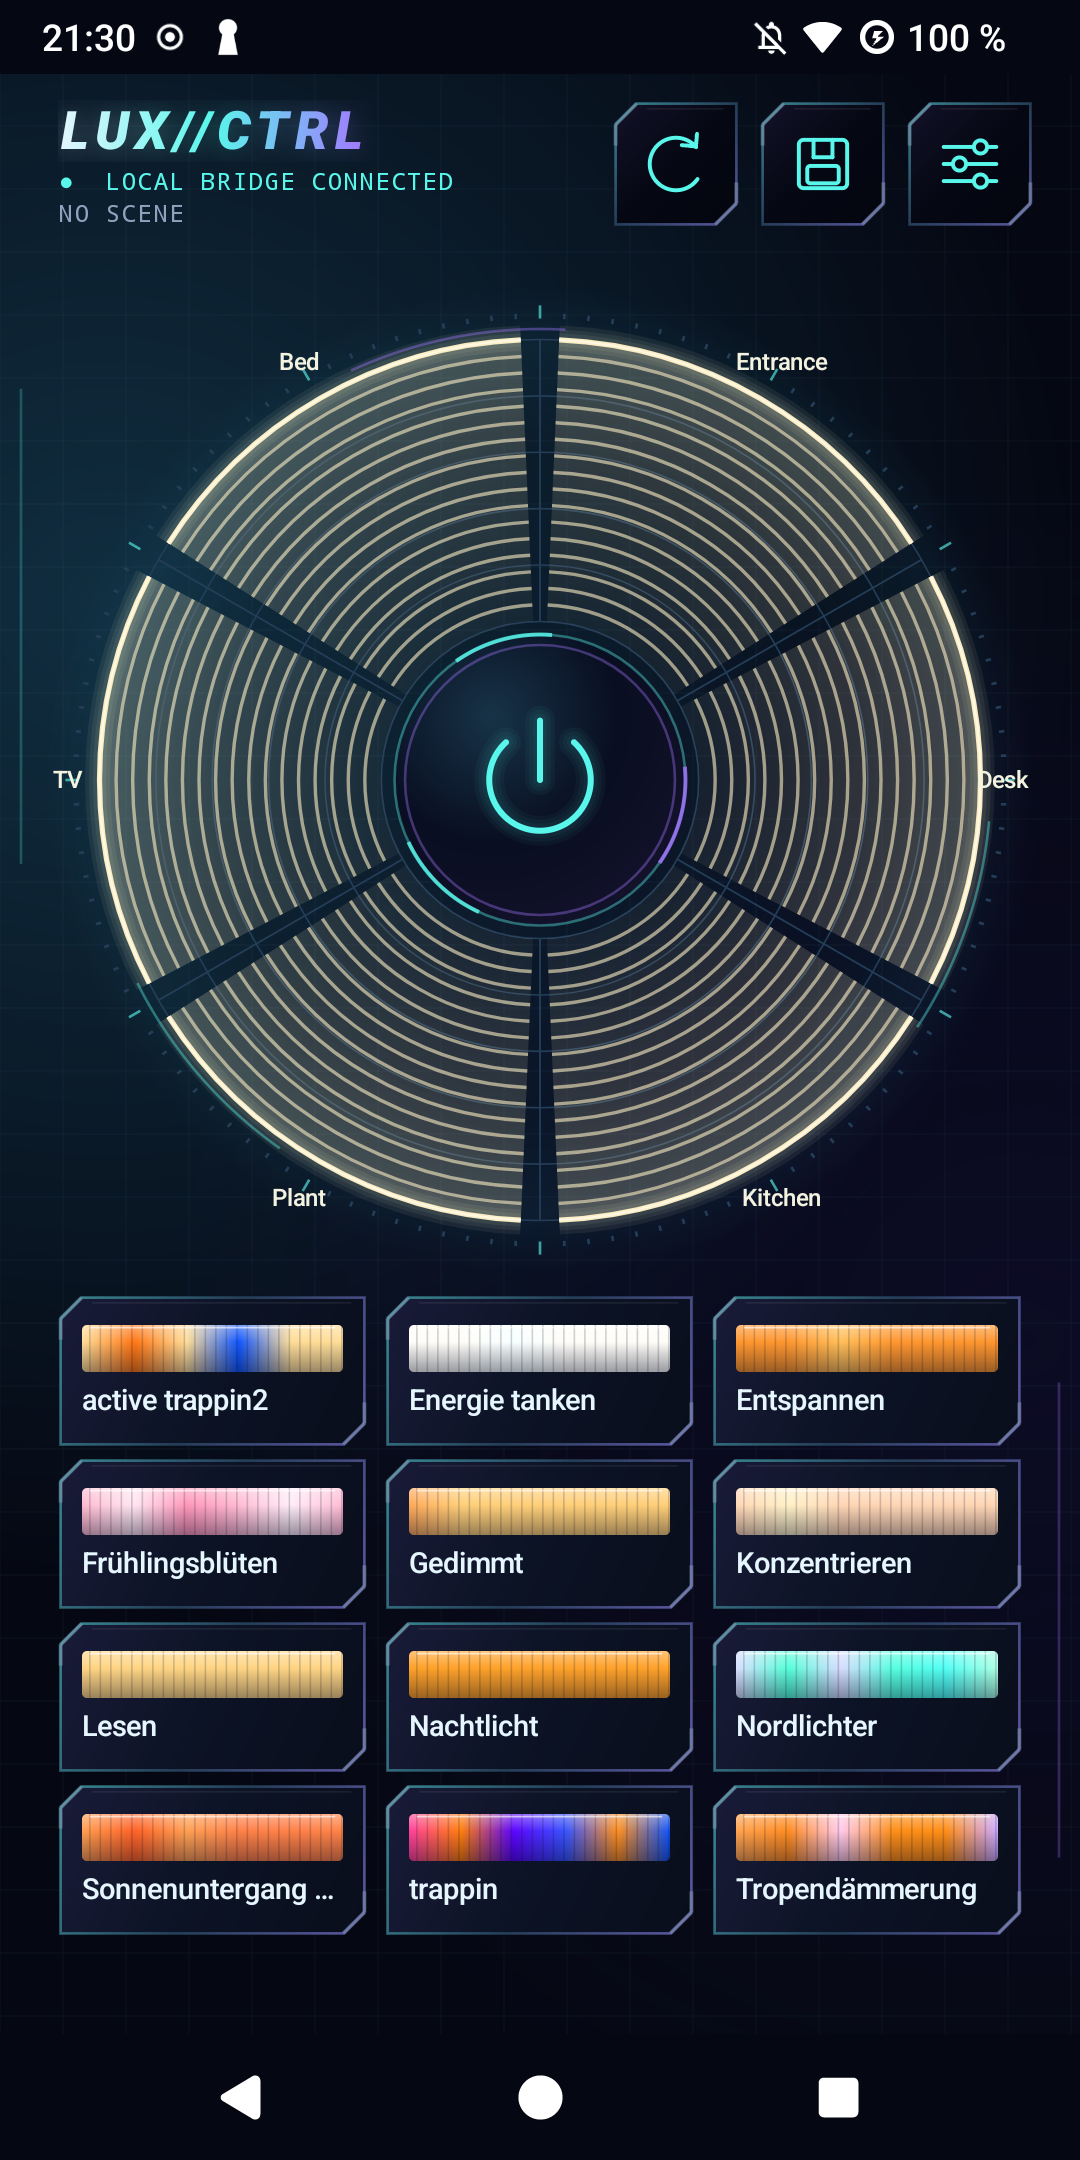 21:30 100 %
LUX//CTRL
LOCAL BRIDGE CONNECTED
NO SCENE
Bed Entrance
TV Desk
Plant Kitchen
active trappin2 Energie tanken Entspannen
Frühlingsblüten Gedimmt Konzentrieren
Lesen Nachtlicht Nordlichter
Sonnenuntergang ... trappin Tropendämmerung